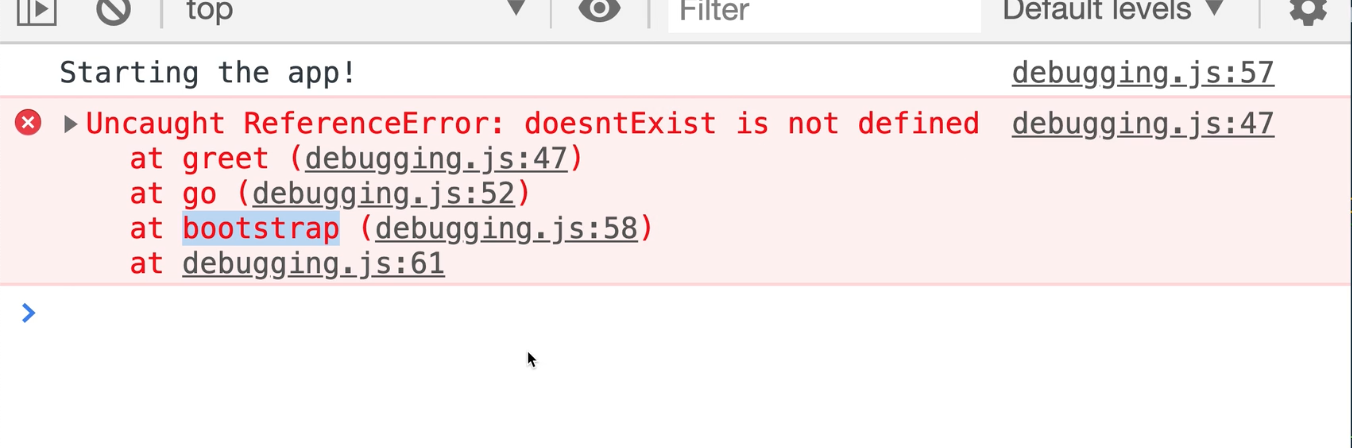 top ▼ Filter Default levels ▼
Starting the app! debugging.js:57
Uncaught ReferenceError: doesntExist is not defined debugging.js:47
at greet (debugging.js:47)
at go (debugging.js:52)
at bootstrap (debugging.js:58)
at debugging.js:61